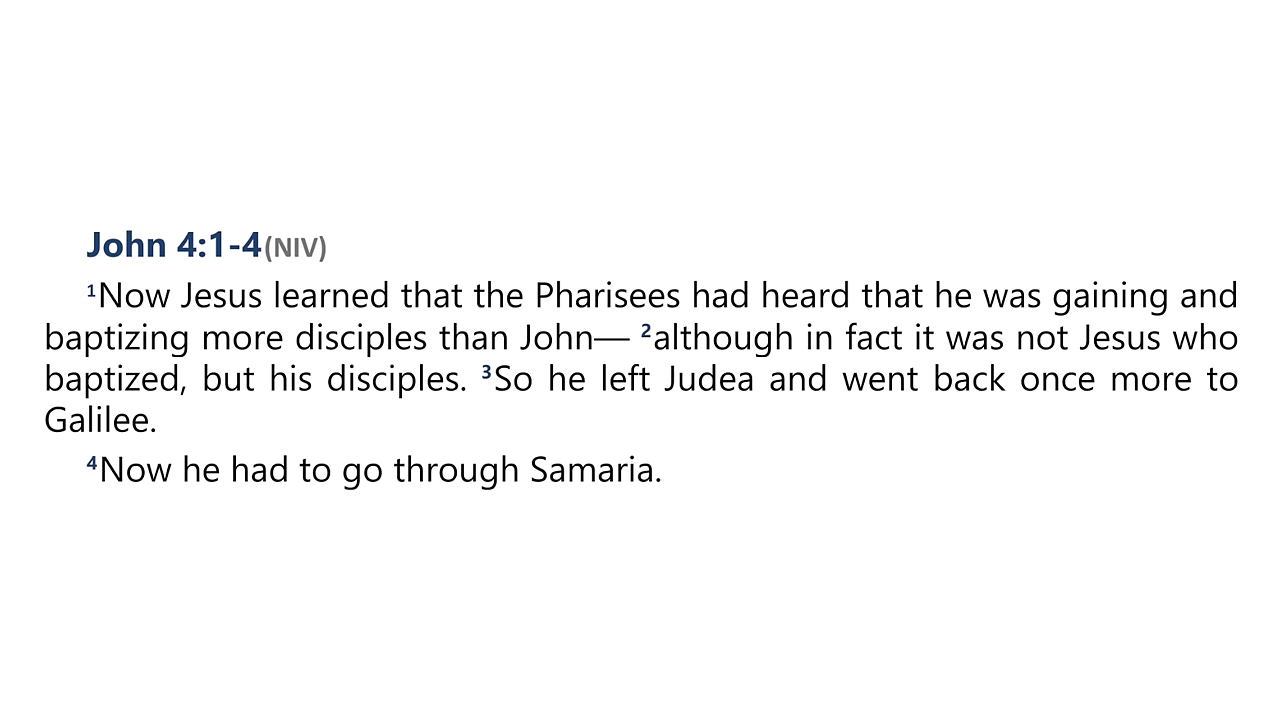 John 4:1-4(NIV)
¹Now Jesus learned that the Pharisees had heard that he was gaining and
baptizing more disciples than John— ²although in fact it was not Jesus who
baptized, but his disciples. ³So he left Judea and went back once more to
Galilee.
⁴Now he had to go through Samaria.